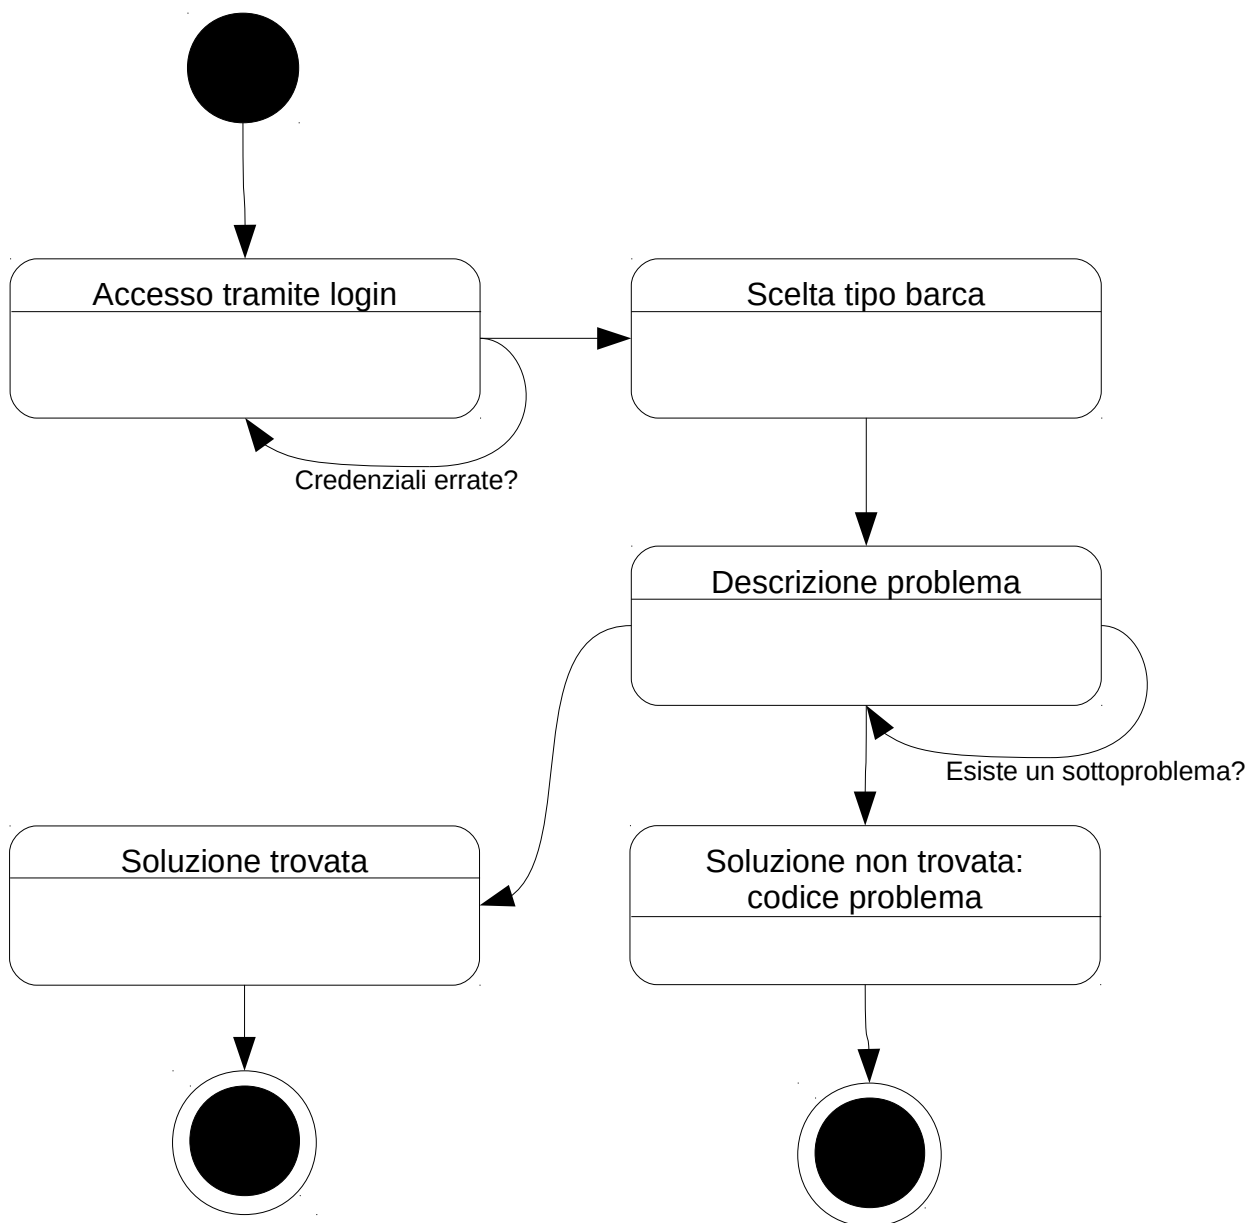 Accesso tramite login
Scelta tipo barca
Credenziali errate?
Descrizione problema
Esiste un sottoproblema?
Soluzione trovata
Soluzione non trovata:
codice problema